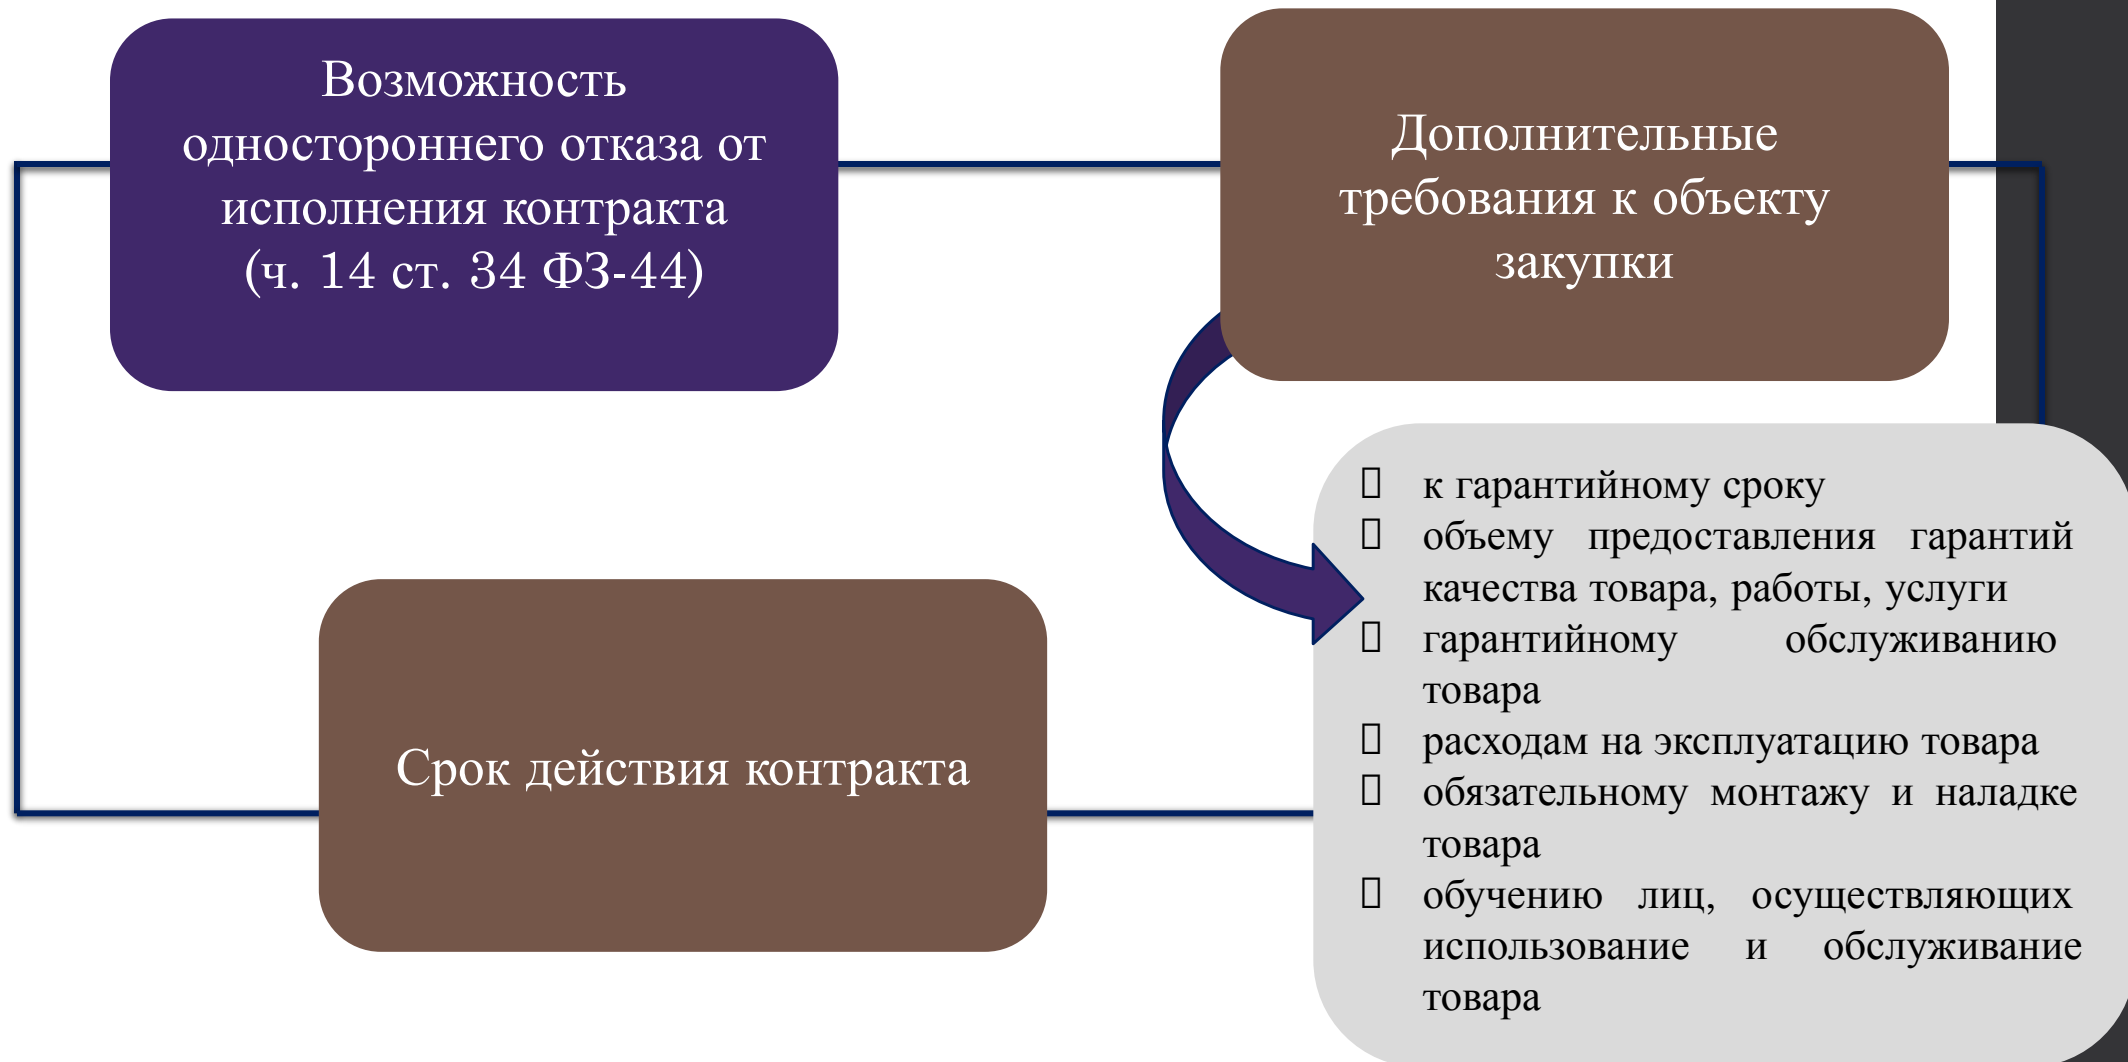 Возможность
одностороннего отказа от
исполнения контракта
(ч. 14 ст. 34 ФЗ-44)
Дополнительные
требования к объекту
закупки
к гарантийному сроку
объему предоставления гарантий
качества товара, работы, услуги
гарантийному обслуживанию
товара
расходам на эксплуатацию товара
обязательному монтажу и наладке
товара
обучению лиц, осуществляющих
использование и обслуживание
товара
Срок действия контракта